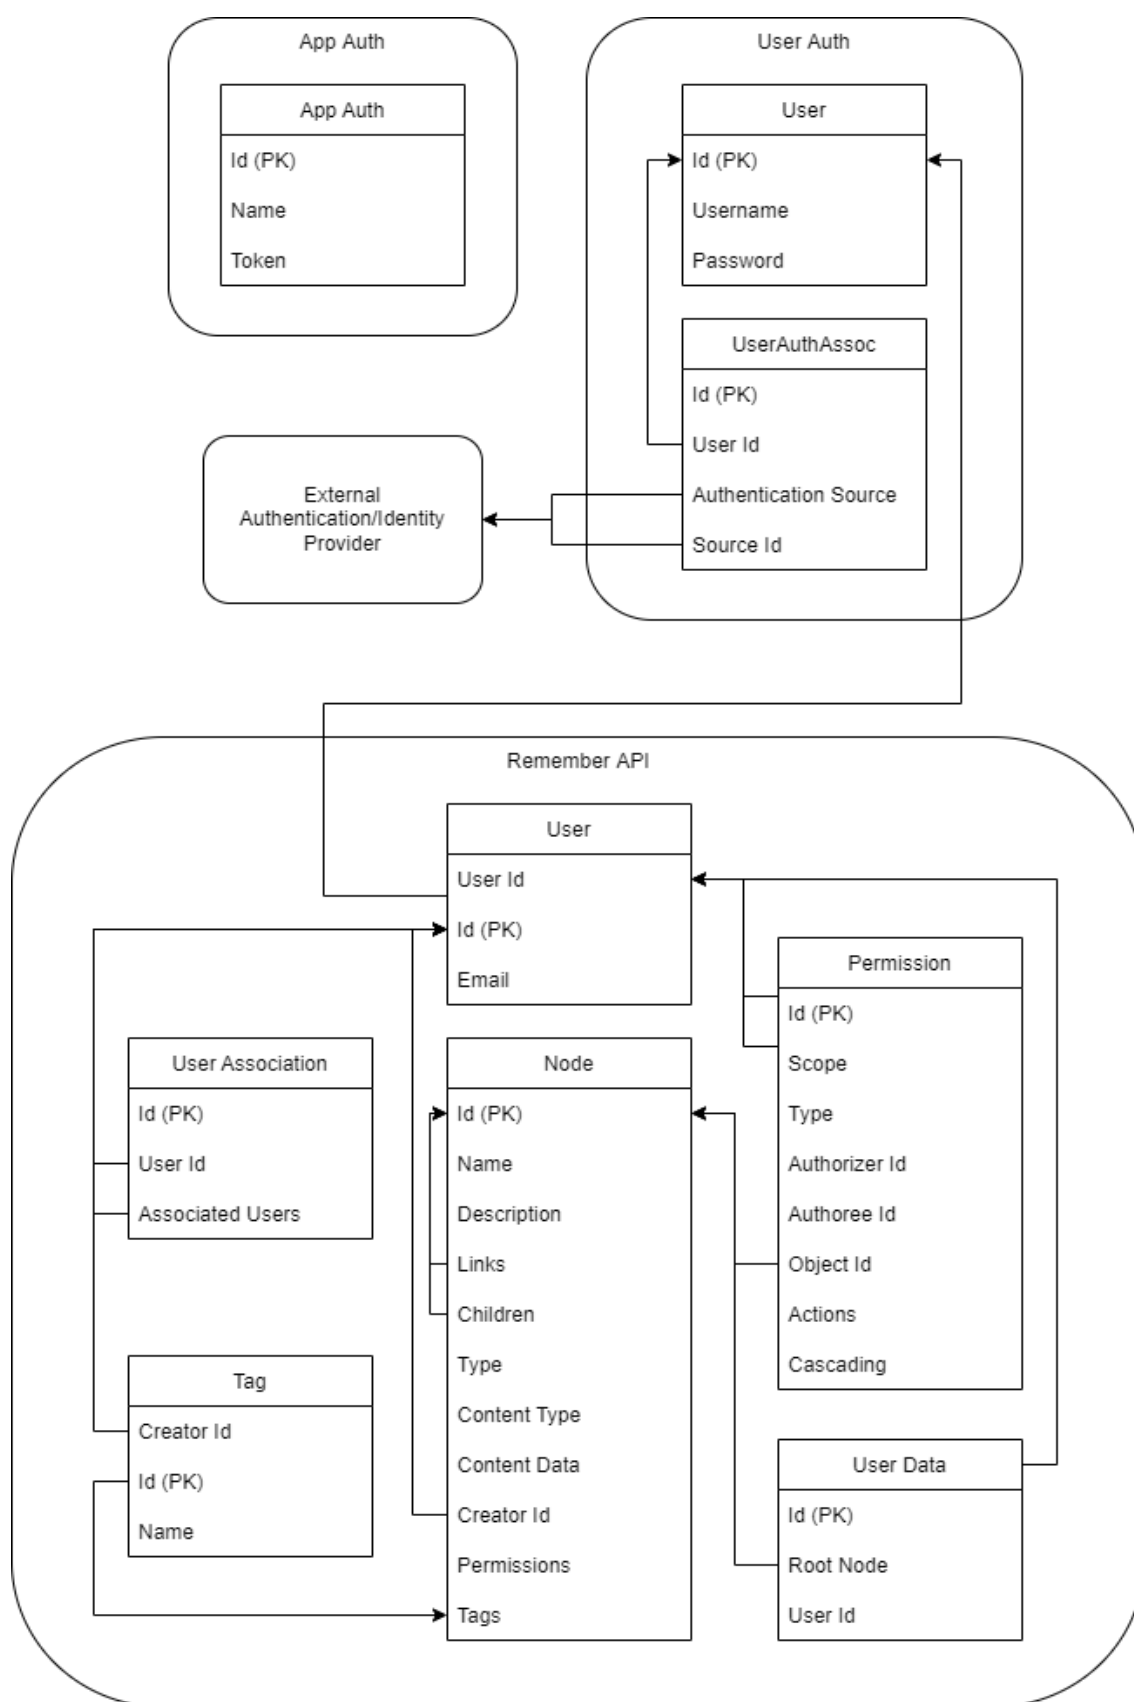 App Auth
App Auth
Id (PK)
Name
Token
User Auth
User
Id (PK)
Username
Password
UserAuthAssoc
Id (PK)
User Id
Authentication Source
Source Id
External
Authentication/Identity
Provider
Remember API
User
User Id
Id (PK)
Email
User Association
Id (PK)
User Id
Associated Users
Tag
Creator Id
Id (PK)
Name
Node
Id (PK)
Name
Description
Links
Children
Type
Content Type
Content Data
Creator Id
Permissions
Tags
Permission
Id (PK)
Scope
Type
Authorizer Id
Authoree Id
Object Id
Actions
Cascading
User Data
Id (PK)
Root Node
User Id